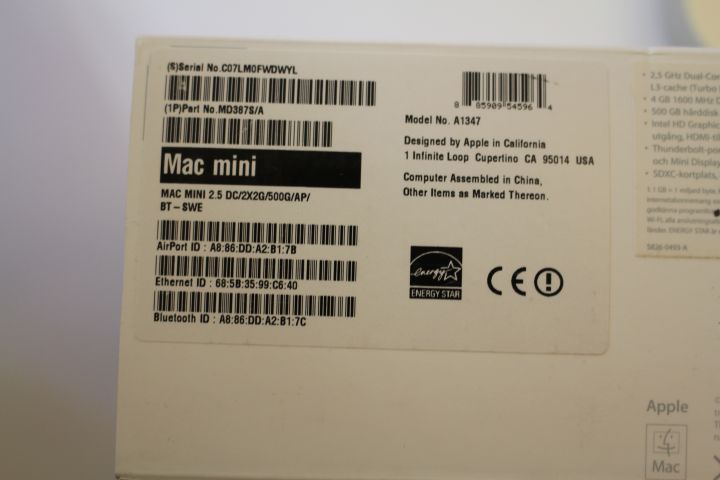 (S)Serial No.C07LM0FWDWYL
(1P)Part No.MD387S/A
Mac mini
MAC MINI 2.5 DC/2X2G/500G/AP/
BT-SWE
AirPort ID : A8:86:DD:A2:B1:7B
Ethernet ID : 68:5B:35:99:C6:40
Bluetooth ID : A8:86:DD:A2:B1:7C
8 85909 54596 4
Model No. A1347
Designed by Apple in California
1 Infinite Loop Cupertino CA 95014 USA
Computer Assembled in China,
Other Items as Marked Thereon.
energy
ENERGY STAR
CE
• 2,5 GHz Dual-Cor
L3-cache (Turbo
• 4 GB 1600 MHz
• 500 GB hårddisk
• Intel HD Graphic
utgång, HDMI-til
• Thunderbolt-por
och Mini Display
• SDXC-kortplats,
Apple
Mac